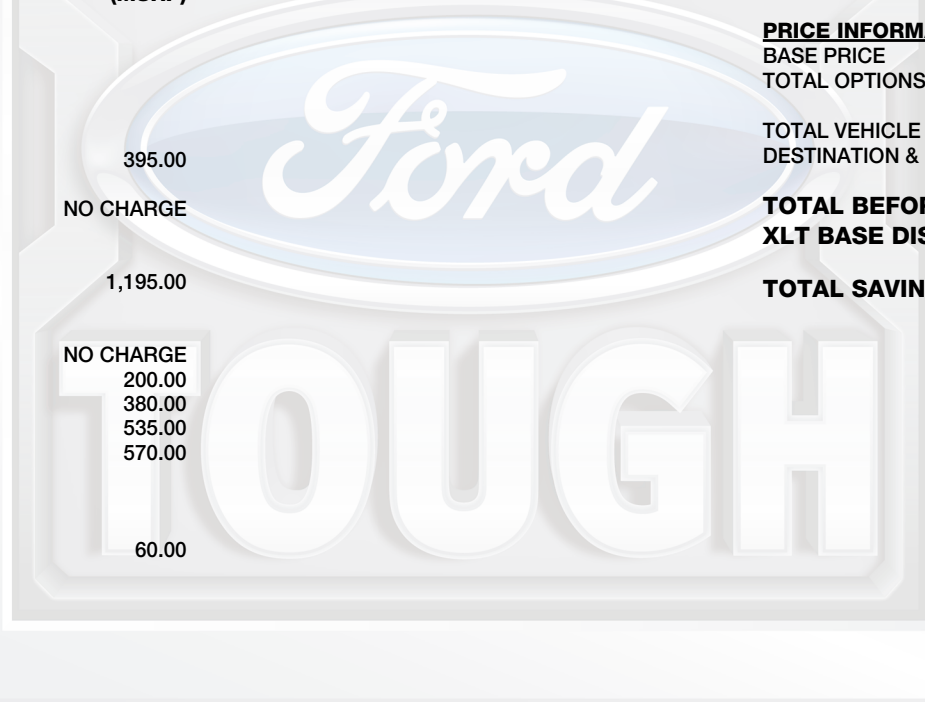 (MSRP)
395.00
NO CHARGE
1,195.00
NO CHARGE
200.00
380.00
535.00
570.00
60.00
PRICE INFORMA
BASE PRICE
TOTAL OPTIONS
TOTAL VEHICLE
DESTINATION &
TOTAL BEFOR
XLT BASE DIS
TOTAL SAVIN
Ford
TOUGH